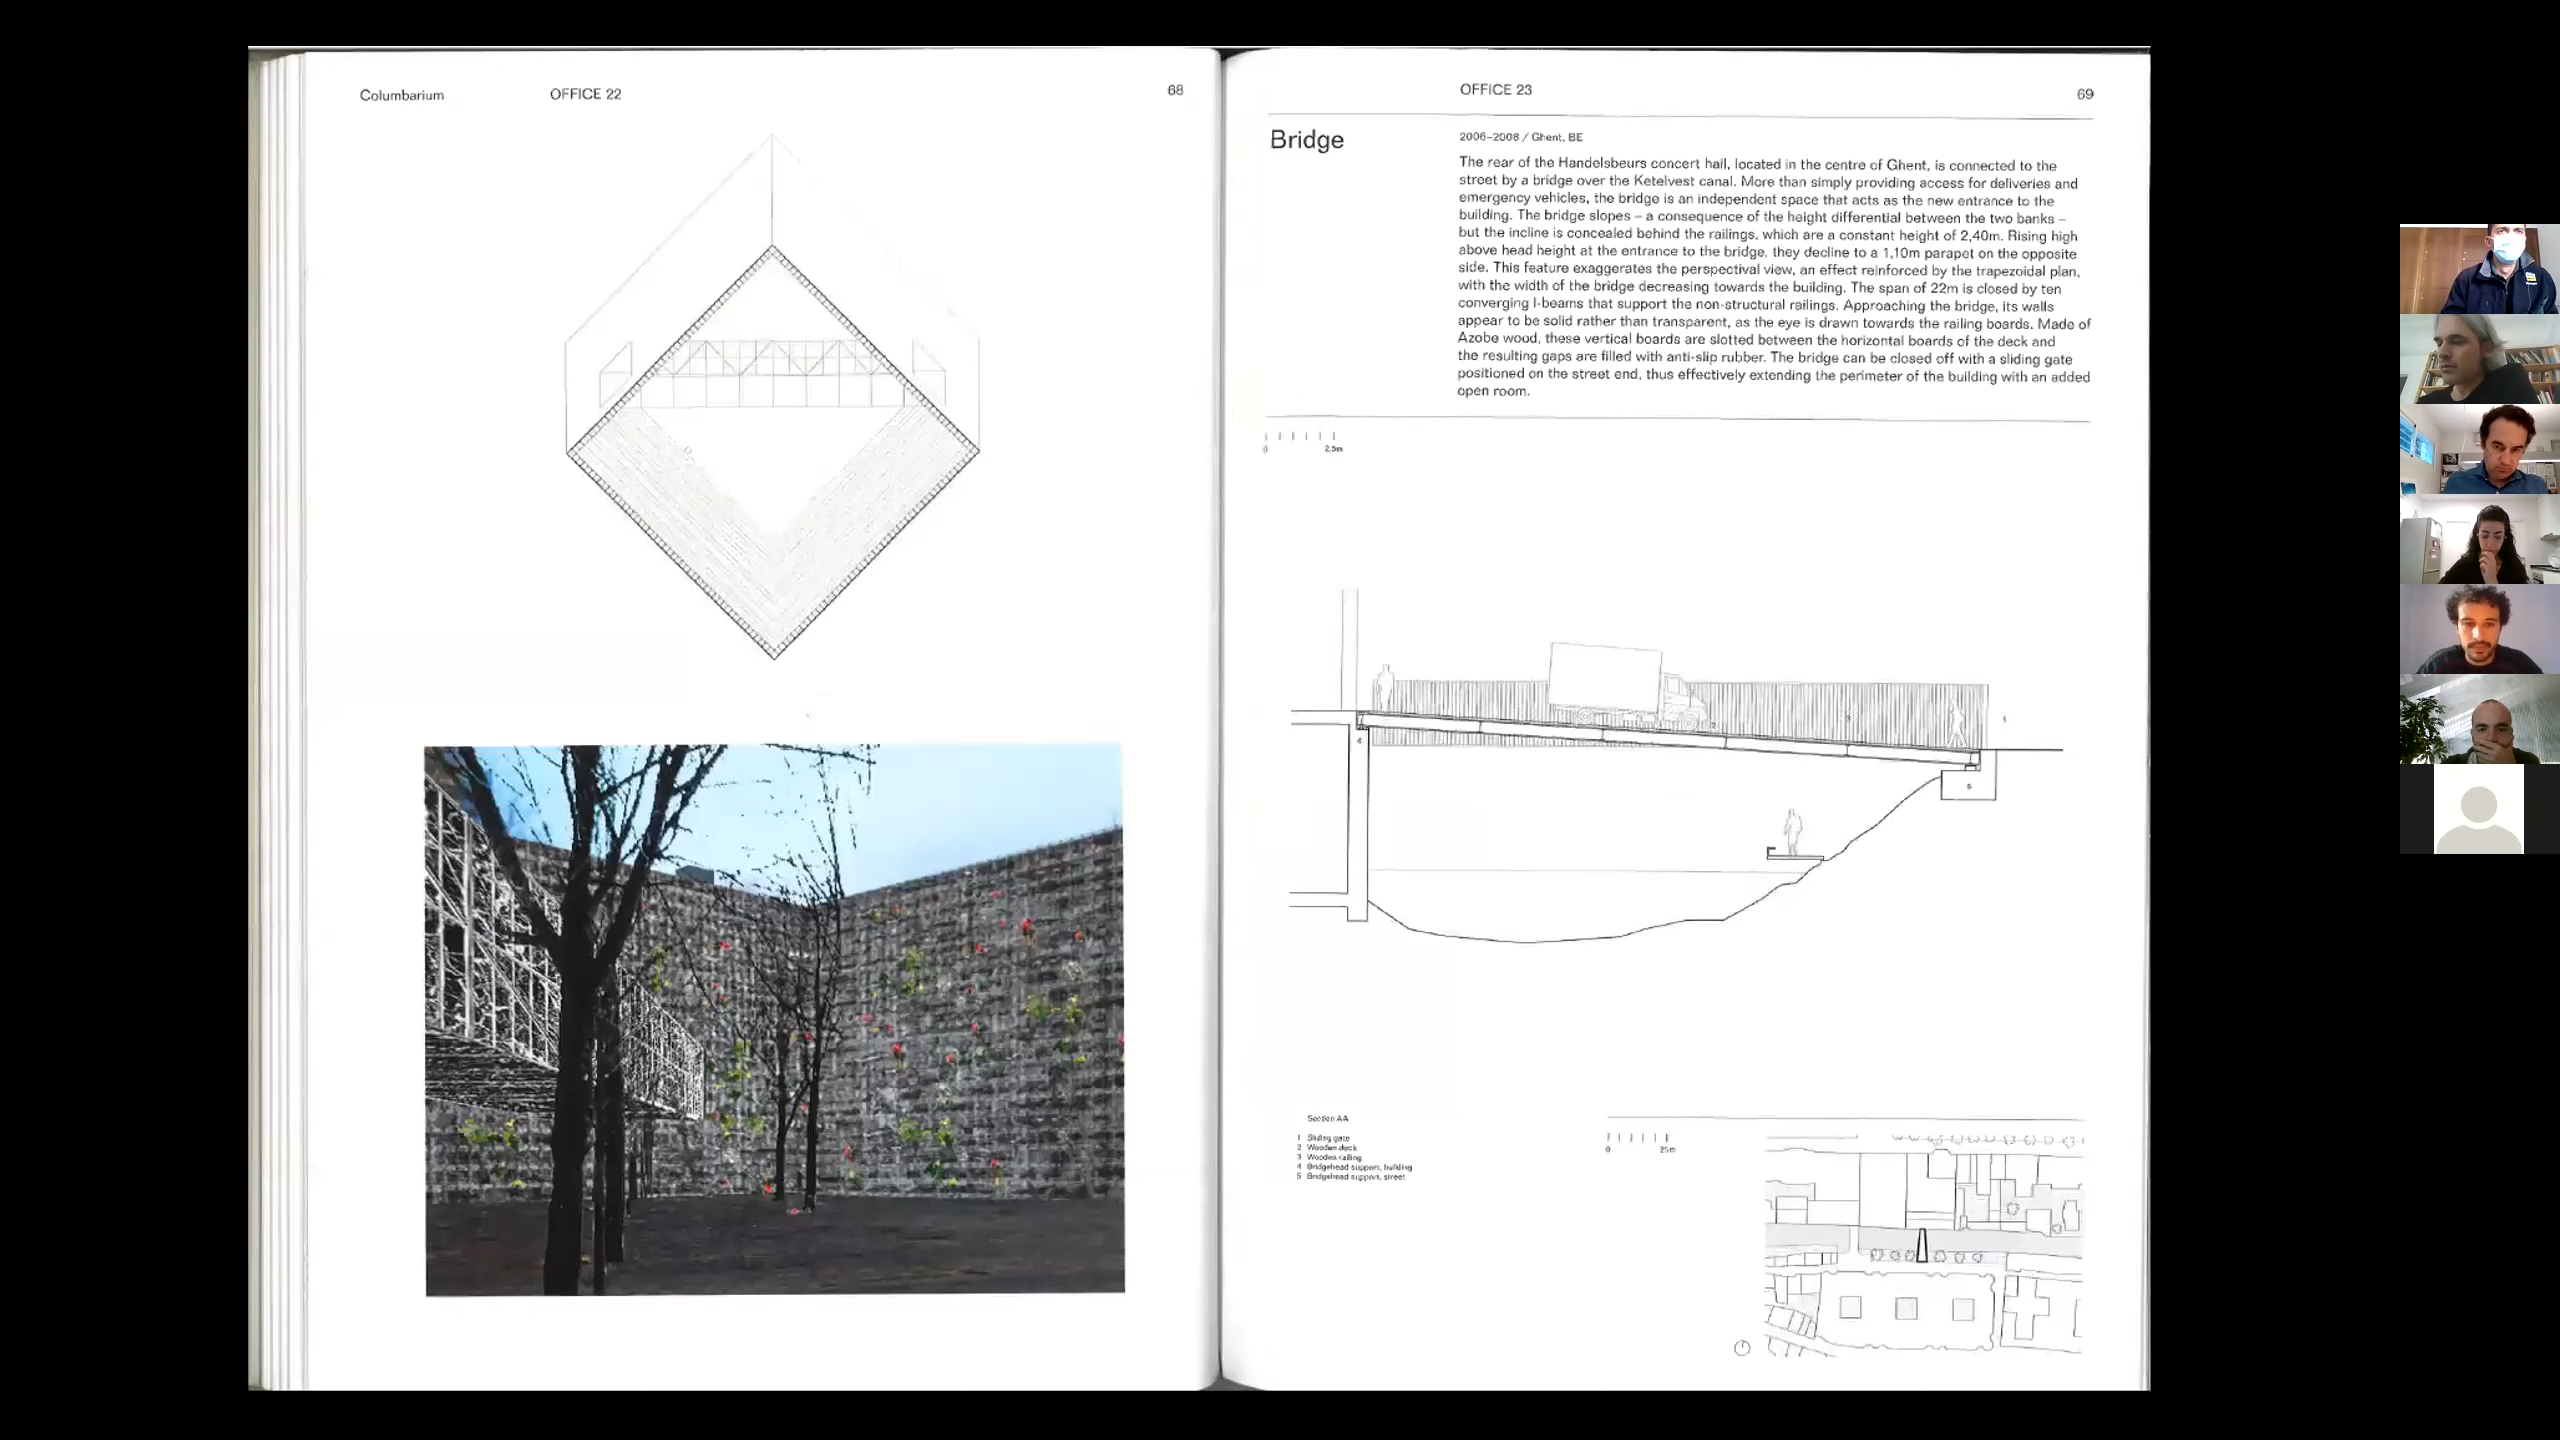 Columbarium OFFICE 22 68
OFFICE 23 69
Bridge
2006–2008 / Ghent, BE
The rear of the Handelsbeurs concert hall, located in the centre of Ghent, is connected to the
street by a bridge over the Ketelvest canal. More than simply providing access for deliveries and
emergency vehicles, the bridge is an independent space that acts as the new entrance to the
building. The bridge slopes – a consequence of the height differential between the two banks –
but the incline is concealed behind the railings, which are a constant height of 2,40m. Rising high
above head height at the entrance to the bridge, they decline to a 1,10m parapet on the opposite
side. This feature exaggerates the perspectival view, an effect reinforced by the trapezoidal plan,
with the width of the bridge decreasing towards the building. The span of 22m is closed by ten
converging I-beams that support the non-structural railings. Approaching the bridge, its walls
appear to be solid rather than transparent, as the eye is drawn towards the railing boards. Made of
Azobe wood, these vertical boards are slotted between the horizontal boards of the deck and
the resulting gaps are filled with anti-slip rubber. The bridge can be closed off with a sliding gate
positioned on the street end, thus effectively extending the perimeter of the building with an added
open room.
0 2,5m
2
3
1
4
5
Section AA
1 Sliding gate
2 Wooden deck
3 Wooden railing
4 Bridgehead support, building
5 Bridgehead support, street
0 25m